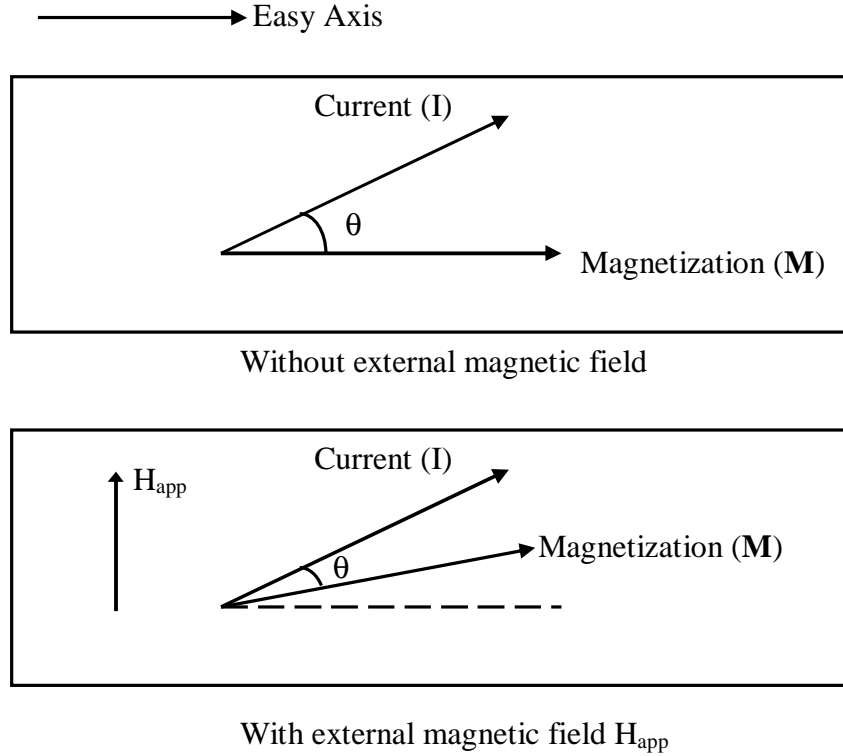 Easy Axis
Current (I)
θ
Magnetization (M)
Without external magnetic field
Current (I)
H_app
Magnetization (M)
θ
With external magnetic field H_app